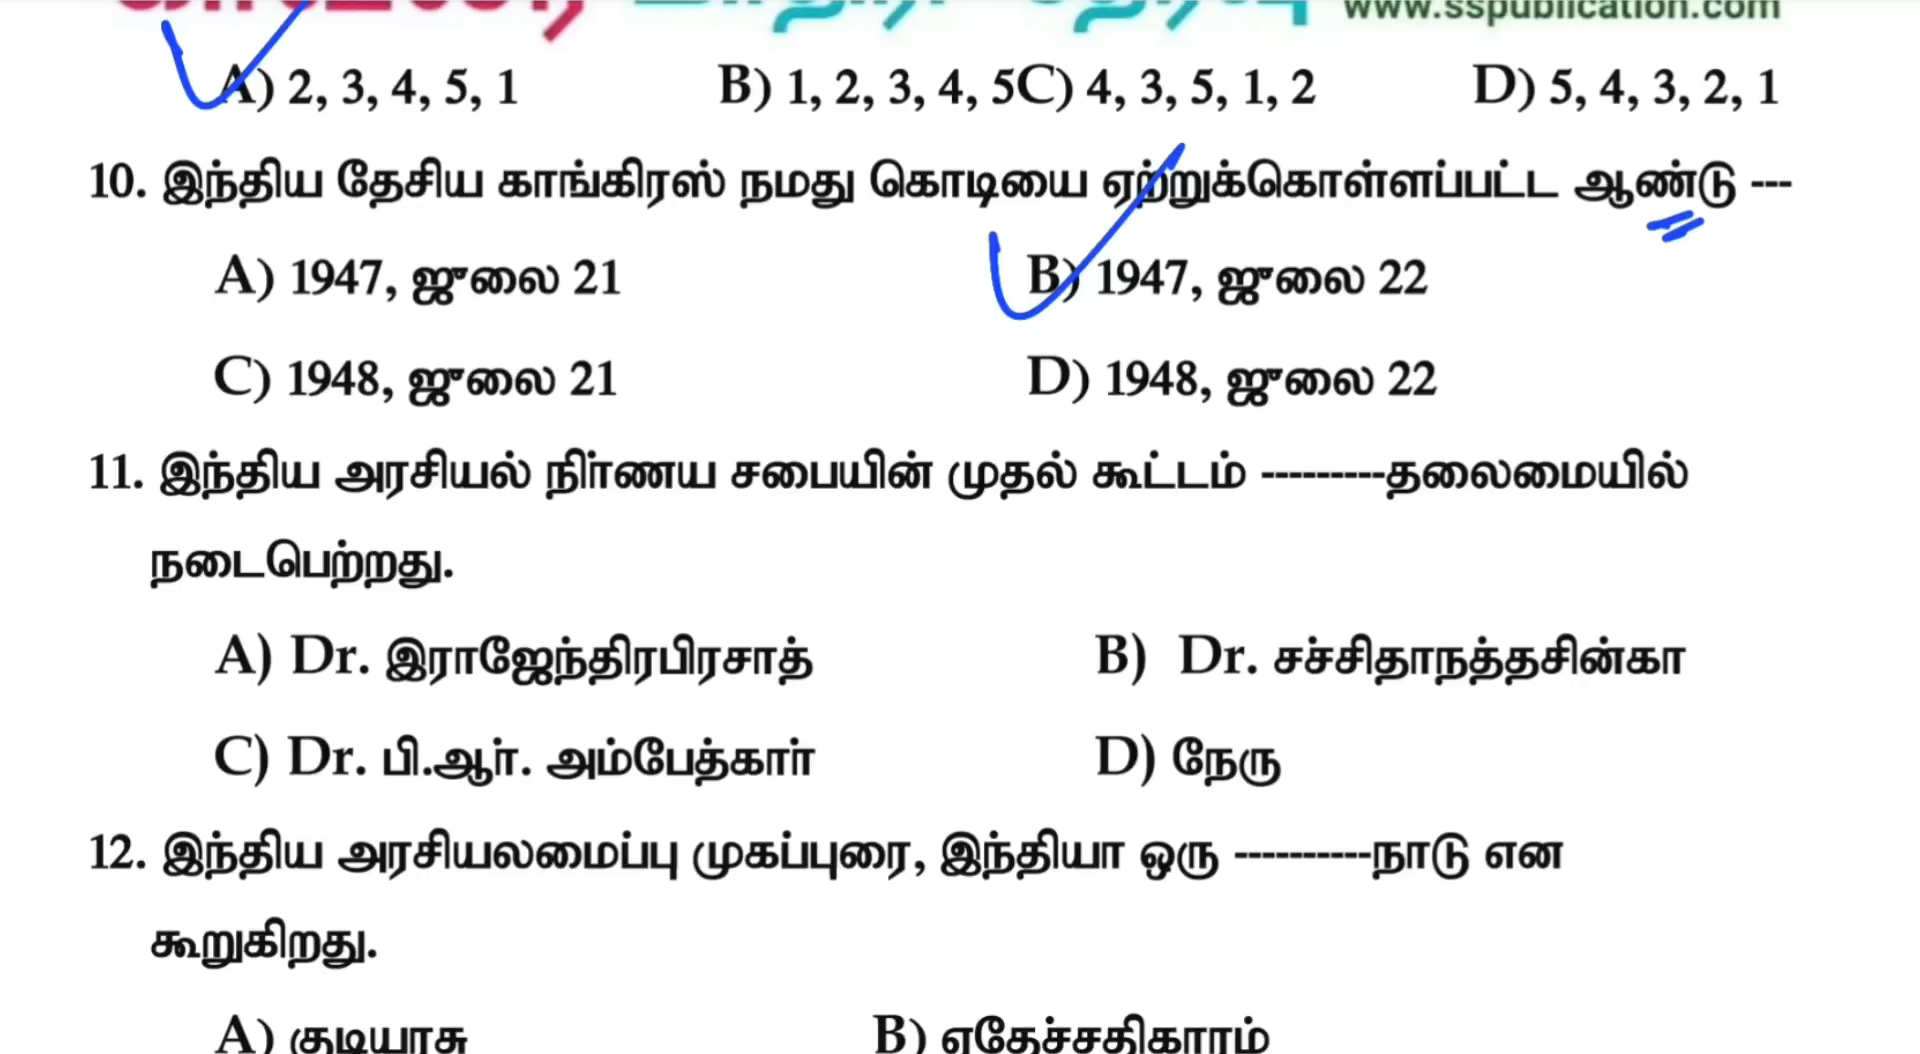 www.sspublication.com
A) 2, 3, 4, 5, 1 B) 1, 2, 3, 4, 5C) 4, 3, 5, 1, 2 D) 5, 4, 3, 2, 1
10. இந்திய தேசிய காங்கிரஸ் நமது கொடியை ஏற்றுக்கொள்ளப்பட்ட ஆண்டு ---
A) 1947, ஜுலை 21 B) 1947, ஜுலை 22
C) 1948, ஜுலை 21 D) 1948, ஜுலை 22
11. இந்திய அரசியல் நிர்ணய சபையின் முதல் கூட்டம் ---------தலைமையில்
நடைபெற்றது.
A) Dr. இராஜேந்திரபிரசாத் B) Dr. சச்சிதாநத்தசின்கா
C) Dr. பி.ஆர். அம்பேத்கார் D) நேரு
12. இந்திய அரசியலமைப்பு முகப்புரை, இந்தியா ஒரு ----------நாடு என
கூறுகிறது.
A) குடியரசு B) ஏதேச்சதிகாரம்